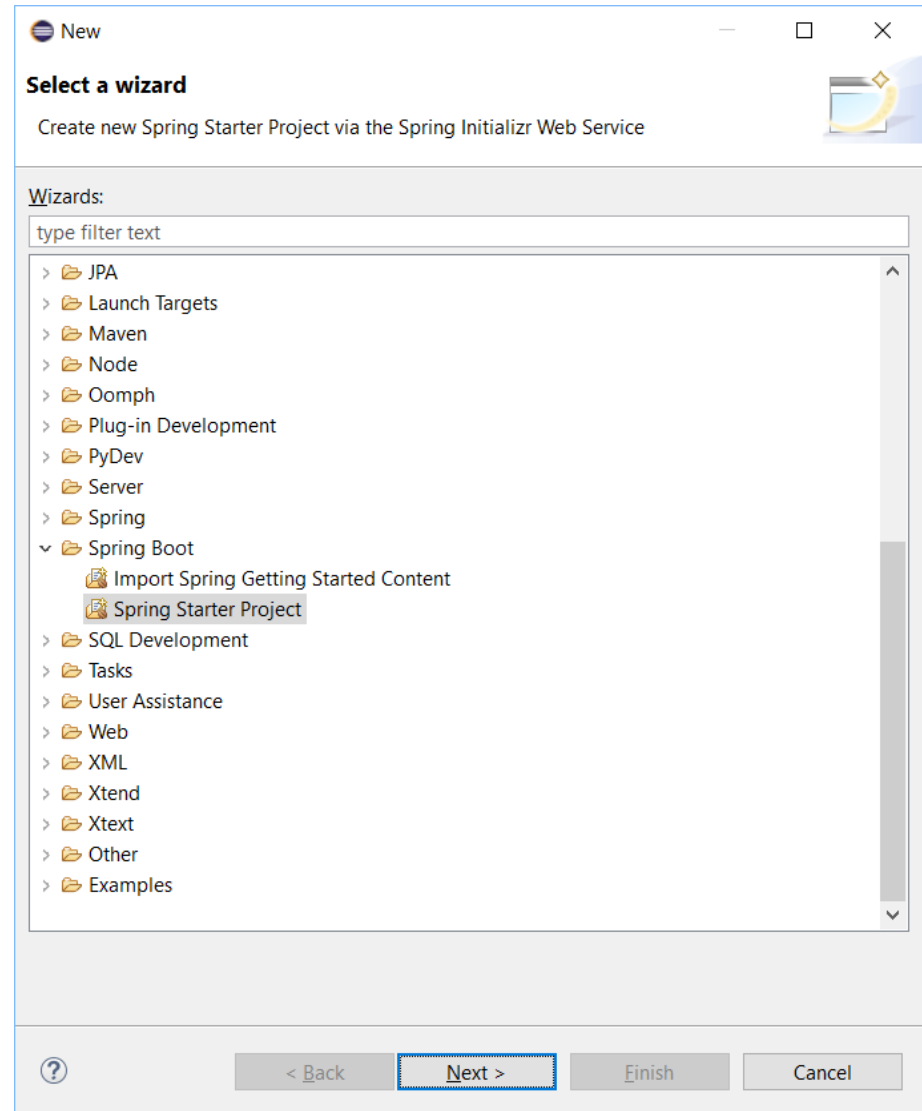 New
Select a wizard
Create new Spring Starter Project via the Spring Initializr Web Service
Wizards:
type filter text
JPA
Launch Targets
Maven
Node
Oomph
Plug-in Development
PyDev
Server
Spring
Spring Boot
Import Spring Getting Started Content
Spring Starter Project
SQL Development
Tasks
User Assistance
Web
XML
Xtend
Xtext
Other
Examples
? < Back Next > Finish Cancel